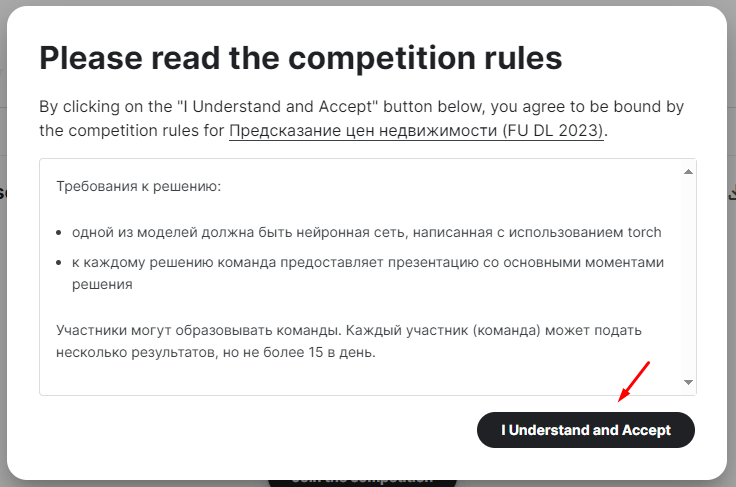 Please read the competition rules
By clicking on the "I Understand and Accept" button below, you agree to be bound by
the competition rules for Предсказание цен недвижимости (FU DL 2023).
Требования к решению:
одной из моделей должна быть нейронная сеть, написанная с использованием torch
к каждому решению команда предоставляет презентацию со основными моментами
решения
Участники могут образовывать команды. Каждый участник (команда) может подать
несколько результатов, но не более 15 в день.
I Understand and Accept